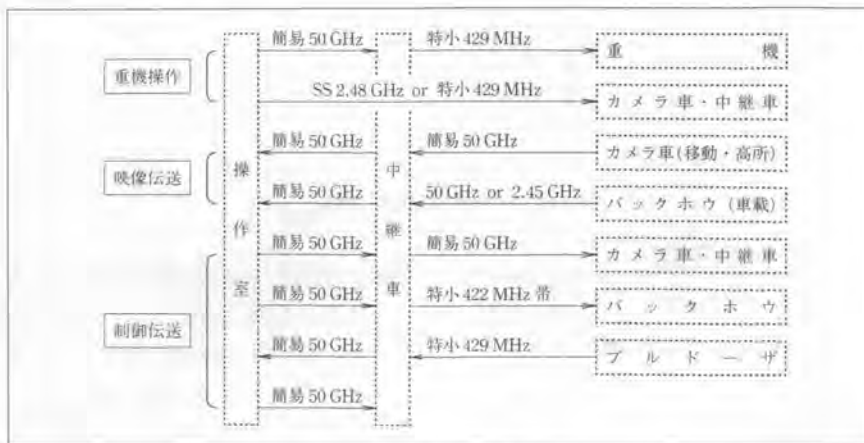 簡易 50 GHz 特小 429 MHz 重機
重機操作
SS 2.48 GHz or 特小 429 MHz カメラ車・中継車
簡易 50 GHz 簡易 50 GHz カメラ車(移動・高所)
映像伝送
簡易 50 GHz 50 GHz or 2.45 GHz バックホウ(車載)
操作室
中継車
簡易 50 GHz 簡易 50 GHz カメラ車・中継車
簡易 50 GHz 特小 422 MHz 帯 バックホウ
制御伝送
簡易 50 GHz 特小 429 MHz ブルドーザ
簡易 50 GHz